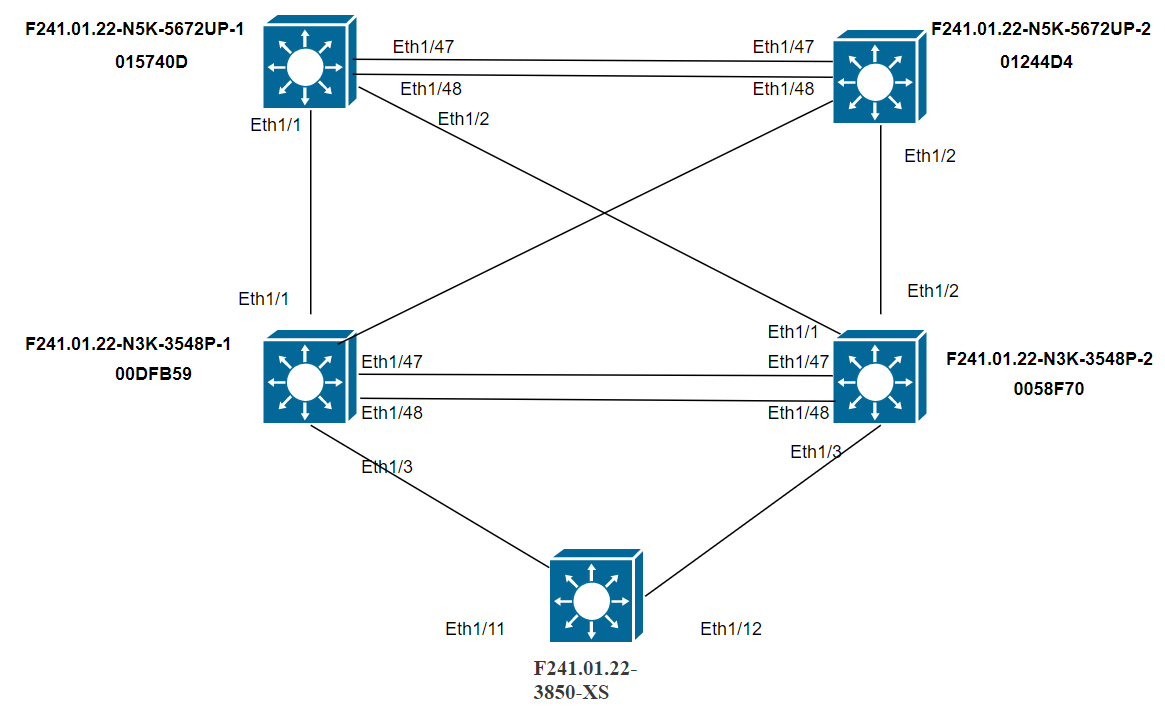 F241.01.22-N5K-5672UP-1
015740D
Eth1/47
Eth1/47
F241.01.22-N5K-5672UP-2
01244D4
Eth1/48
Eth1/48
Eth1/1
Eth1/2
Eth1/2
Eth1/1
Eth1/2
F241.01.22-N3K-3548P-1
00DFB59
Eth1/1
Eth1/47
Eth1/47
F241.01.22-N3K-3548P-2
0058F70
Eth1/48
Eth1/48
Eth1/3
Eth1/3
Eth1/11
Eth1/12
F241.01.22-
3850-XS